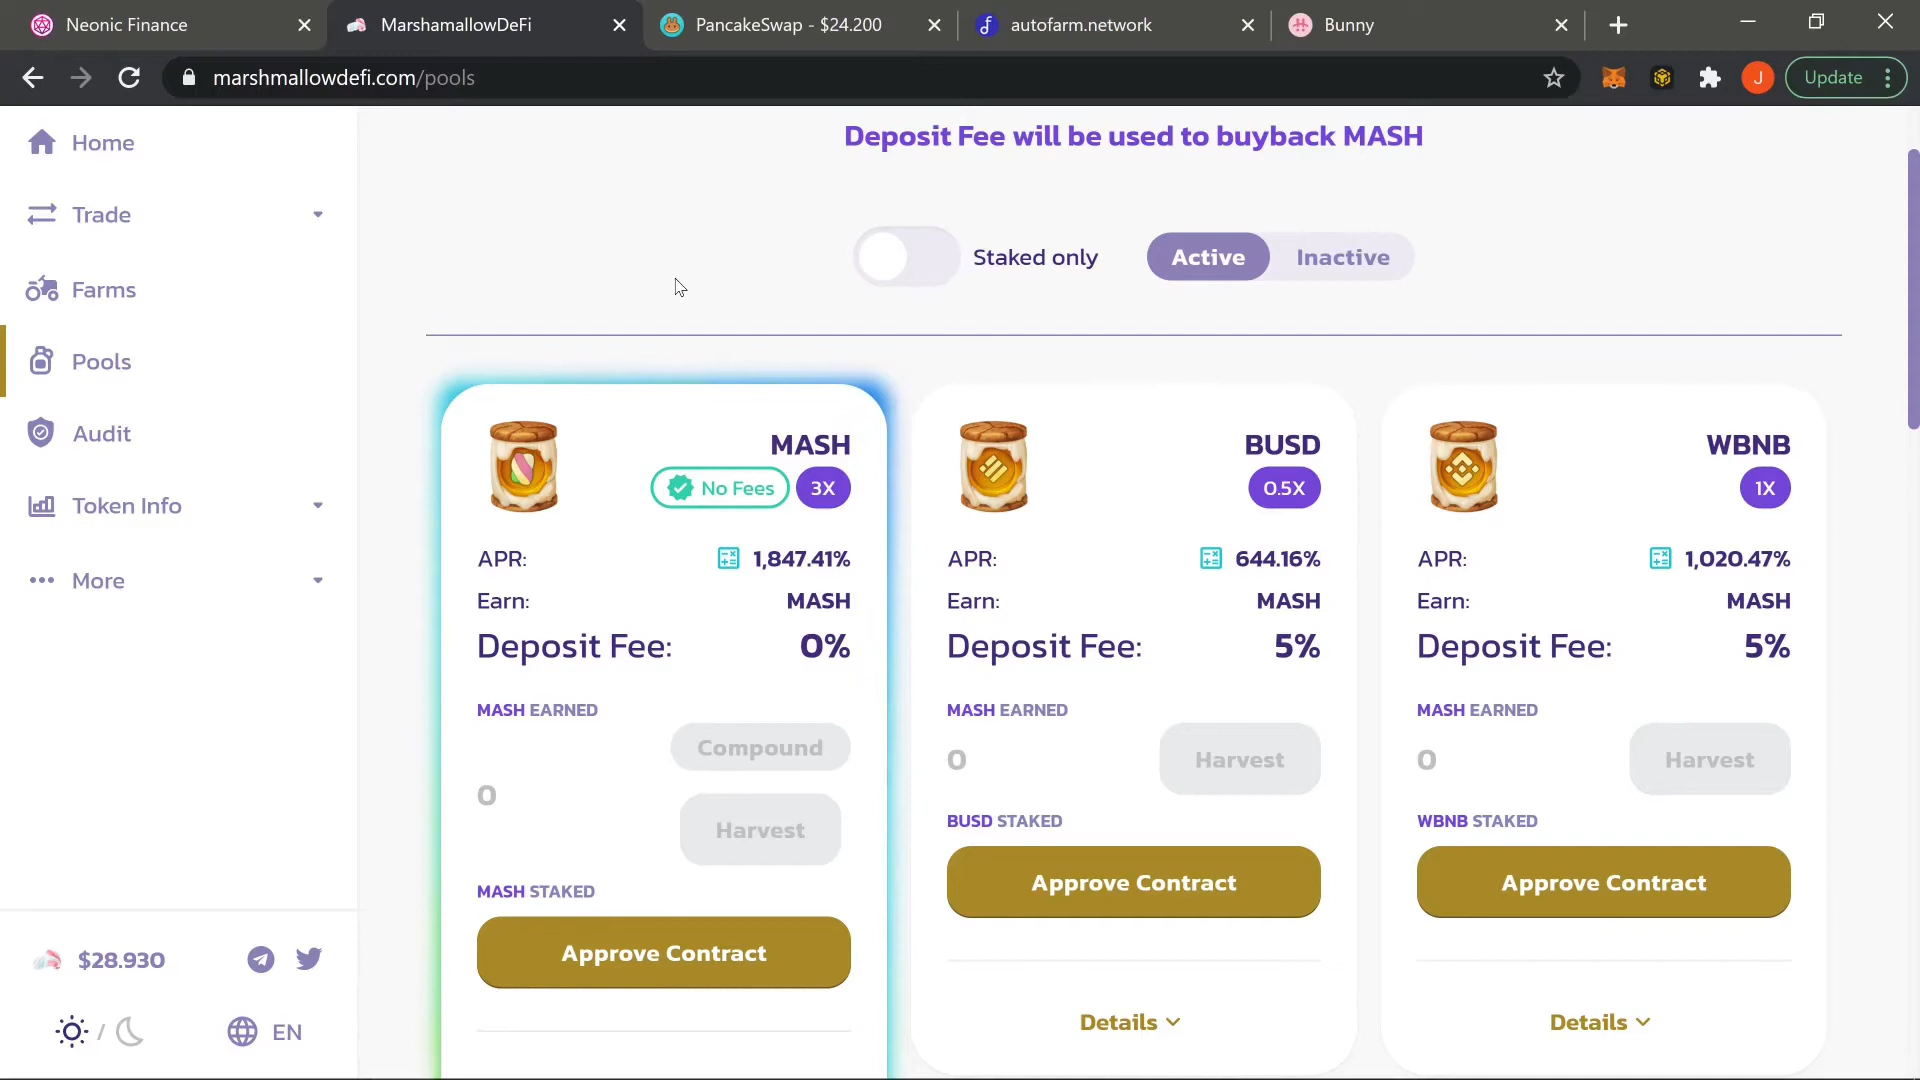 Neonic Finance
MarshamallowDeFi
PancakeSwap - $24.200
autofarm.network
Bunny
marshmallowdefi.com/pools
J
Update
Home
Trade
Farms
Pools
Audit
Token Info
More
$28.930
/
EN
Deposit Fee will be used to buyback MASH
Staked only
Active
Inactive
MASH
No Fees
3X
APR:
1,847.41%
Earn:
MASH
Deposit Fee:
0%
MASH EARNED
Compound
0
Harvest
MASH STAKED
Approve Contract
BUSD
0.5X
APR:
644.16%
Earn:
MASH
Deposit Fee:
5%
MASH EARNED
0
Harvest
BUSD STAKED
Approve Contract
Details
WBNB
1X
APR:
1,020.47%
Earn:
MASH
Deposit Fee:
5%
MASH EARNED
0
Harvest
WBNB STAKED
Approve Contract
Details